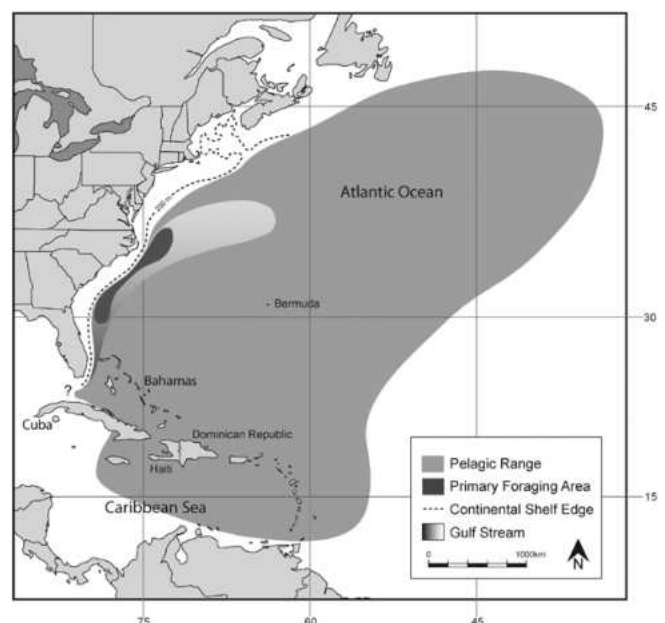 45
Atlantic Ocean
200 m
Bermuda
30
?
Bahamas
Cuba
Dominican Republic
Haiti
Pelagic Range
Primary Foraging Area
15
Caribbean Sea
Continental Shelf Edge
Gulf Stream
0 1000km
N
75 60 45